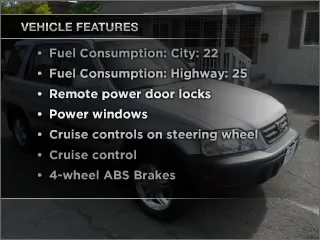 VEHICLE FEATURES
• Fuel Consumption: City: 22
• Fuel Consumption: Highway: 25
• Remote power door locks
• Power windows
• Cruise controls on steering wheel
• Cruise control
• 4-wheel ABS Brakes